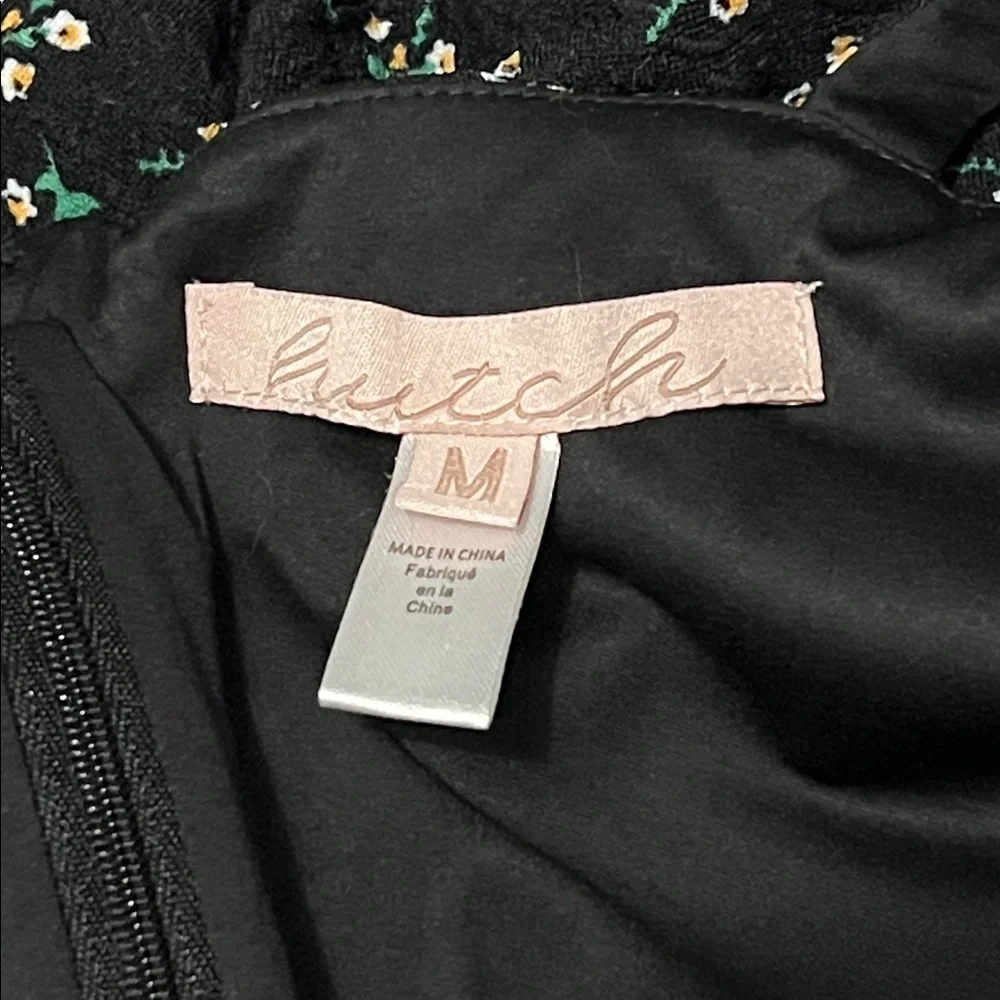 hutch
M
MADE IN CHINA
Fabriqué
en la
Chine